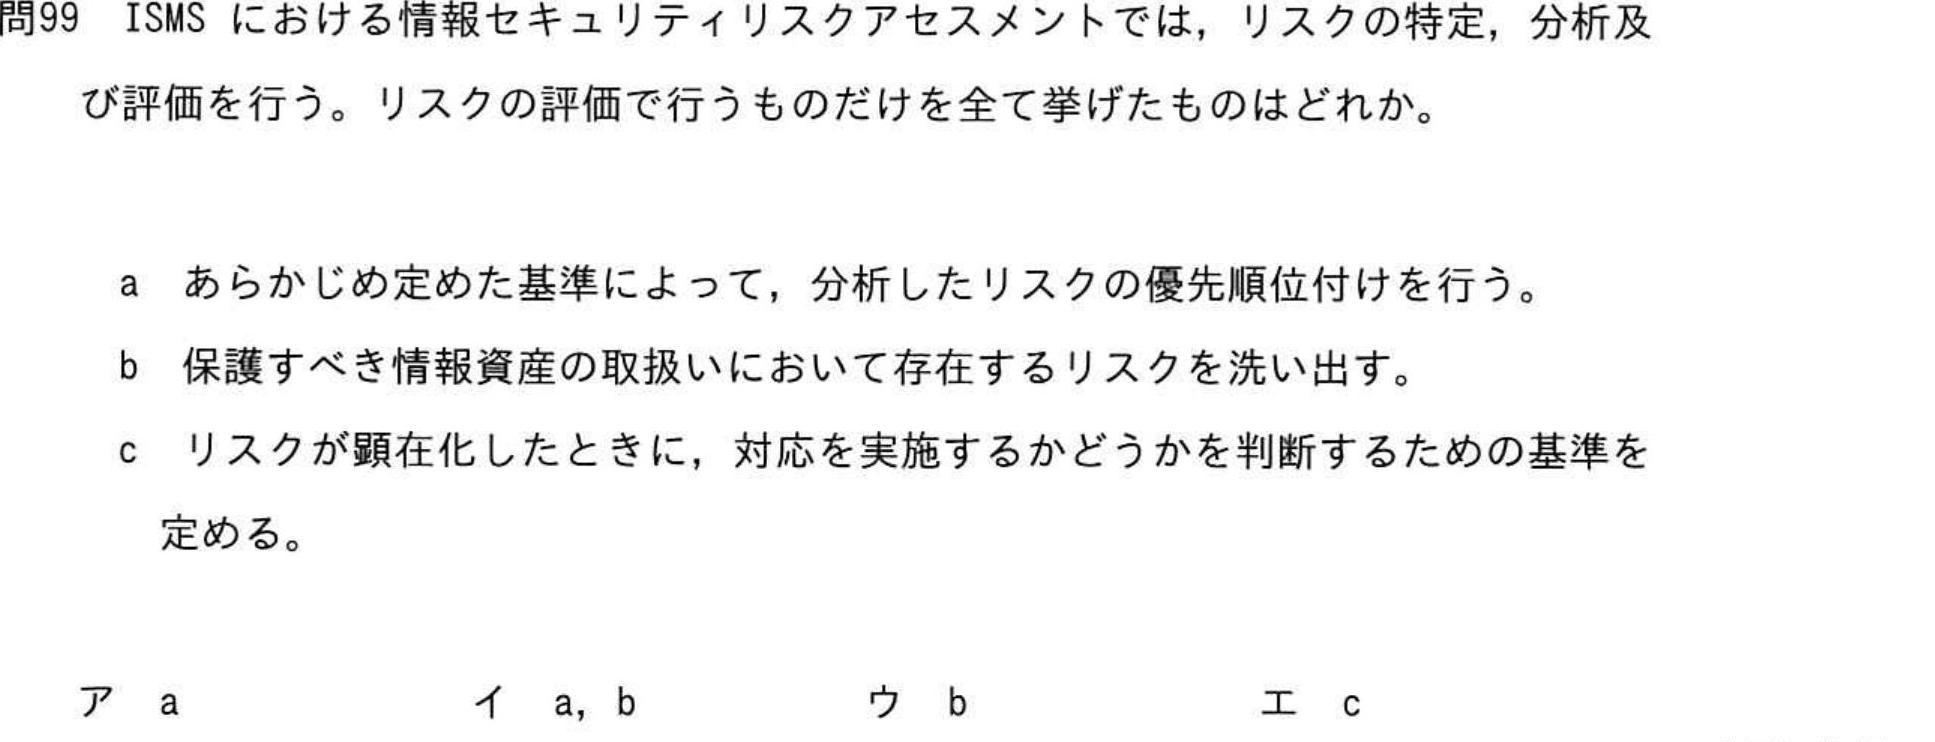 問99 ISMS における情報セキュリティリスクアセスメントでは，リスクの特定，分析及
び評価を行う。リスクの評価で行うものだけを全て挙げたものはどれか。
a あらかじめ定めた基準によって，分析したリスクの優先順位付けを行う。
b 保護すべき情報資産の取扱いにおいて存在するリスクを洗い出す。
c リスクが顕在化したときに，対応を実施するかどうかを判断するための基準を
定める。
ア a イ a, b ウ b エ c